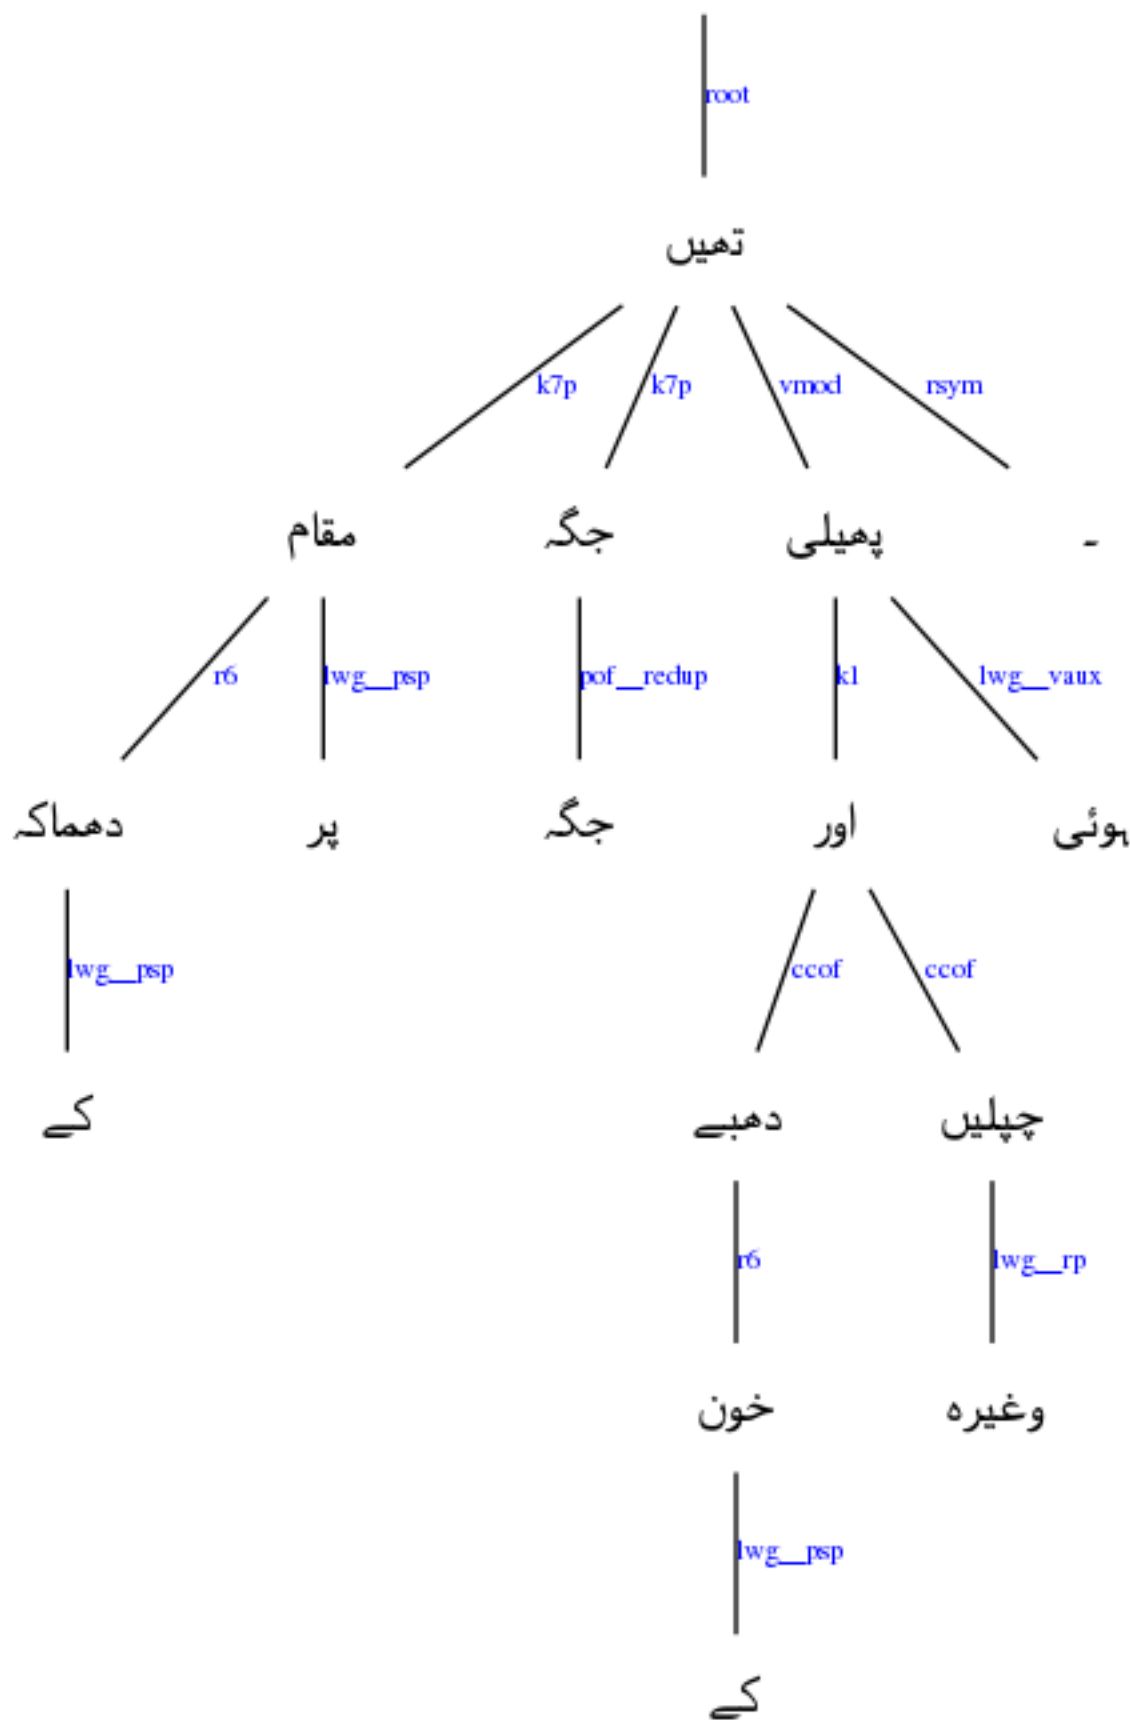 root
تھیں
k7p k7p vmod rsym
مقام جگہ پھیلی ۔
r6 lwg__psp pof__redup k1 lwg__vaux
دھماکہ پر جگہ اور ہوئی
lwg__psp ccof ccof
کے دھبے چپلیں
r6 lwg__rp
خون وغیرہ
lwg__psp
کے